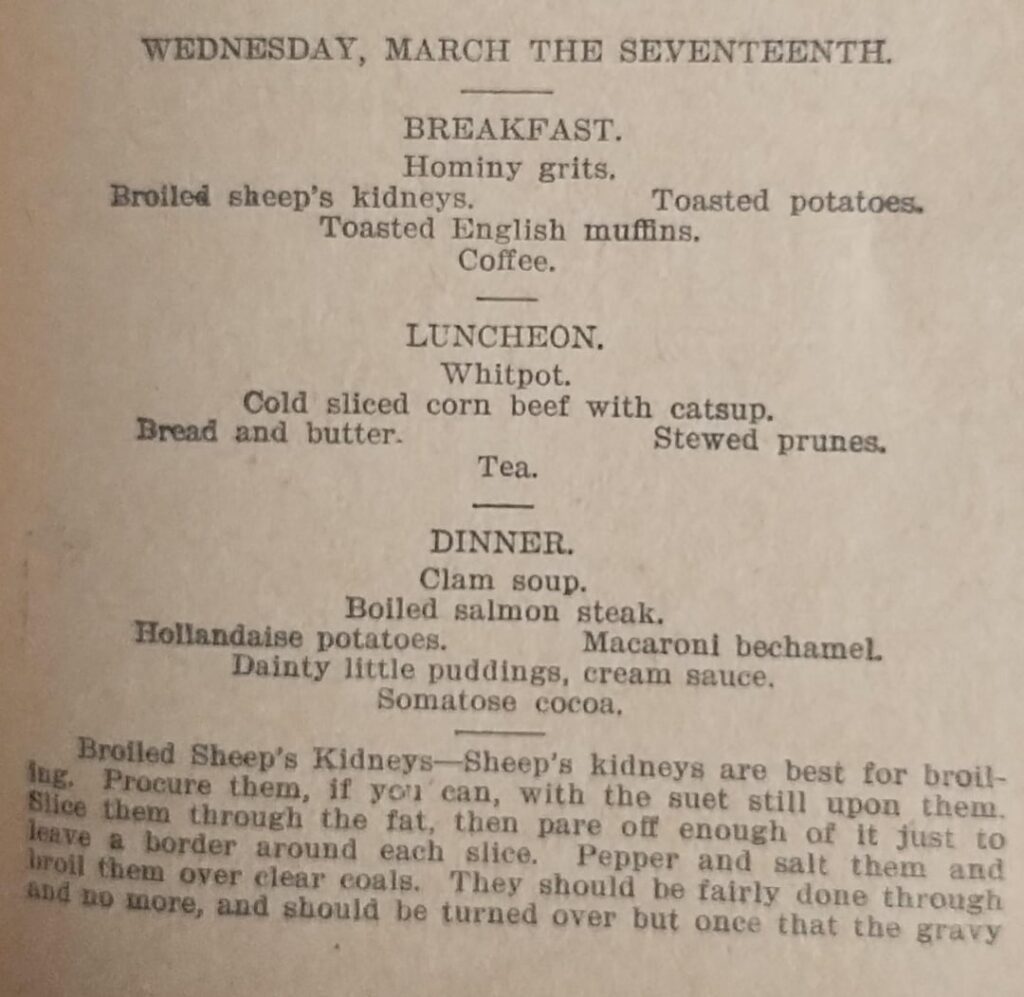 WEDNESDAY, MARCH THE SEVENTEENTH.
BREAKFAST.
Hominy grits.
Broiled sheep's kidneys. Toasted potatoes.
Toasted English muffins.
Coffee.
LUNCHEON.
Whitpot.
Cold sliced corn beef with catsup.
Bread and butter. Stewed prunes.
Tea.
DINNER.
Clam soup.
Boiled salmon steak.
Hollandaise potatoes. Macaroni bechamel.
Dainty little puddings, cream sauce.
Somatose cocoa.
Broiled Sheep's Kidneys—Sheep's kidneys are best for broil-
ing. Procure them, if you can, with the suet still upon them.
Slice them through the fat, then pare off enough of it just to
leave a border around each slice. Pepper and salt them and
broil them over clear coals. They should be fairly done through
and no more, and should be turned over but once that the gravy